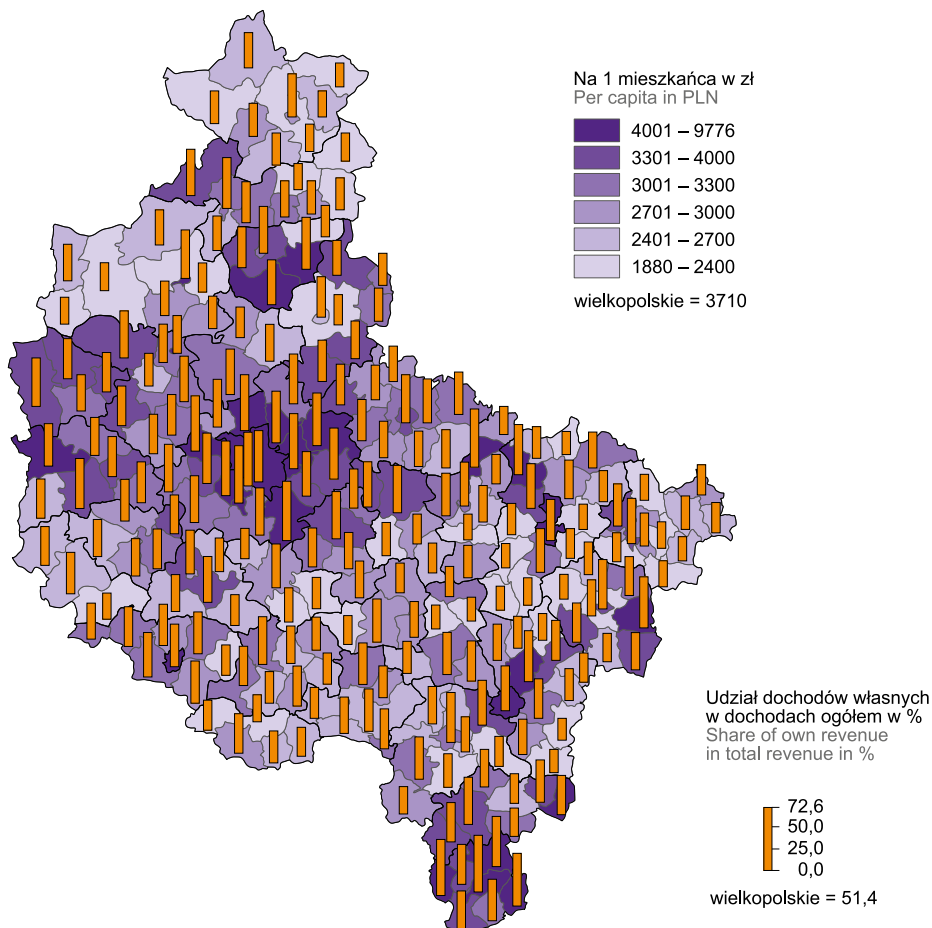 Na 1 mieszkańca w zł
Per capita in PLN
4001 – 9776
3301 – 4000
3001 – 3300
2701 – 3000
2401 – 2700
1880 – 2400
wielkopolskie = 3710
Udział dochodów własnych
w dochodach ogółem w %
Share of own revenue
in total revenue in %
72,6
50,0
25,0
0,0
wielkopolskie = 51,4